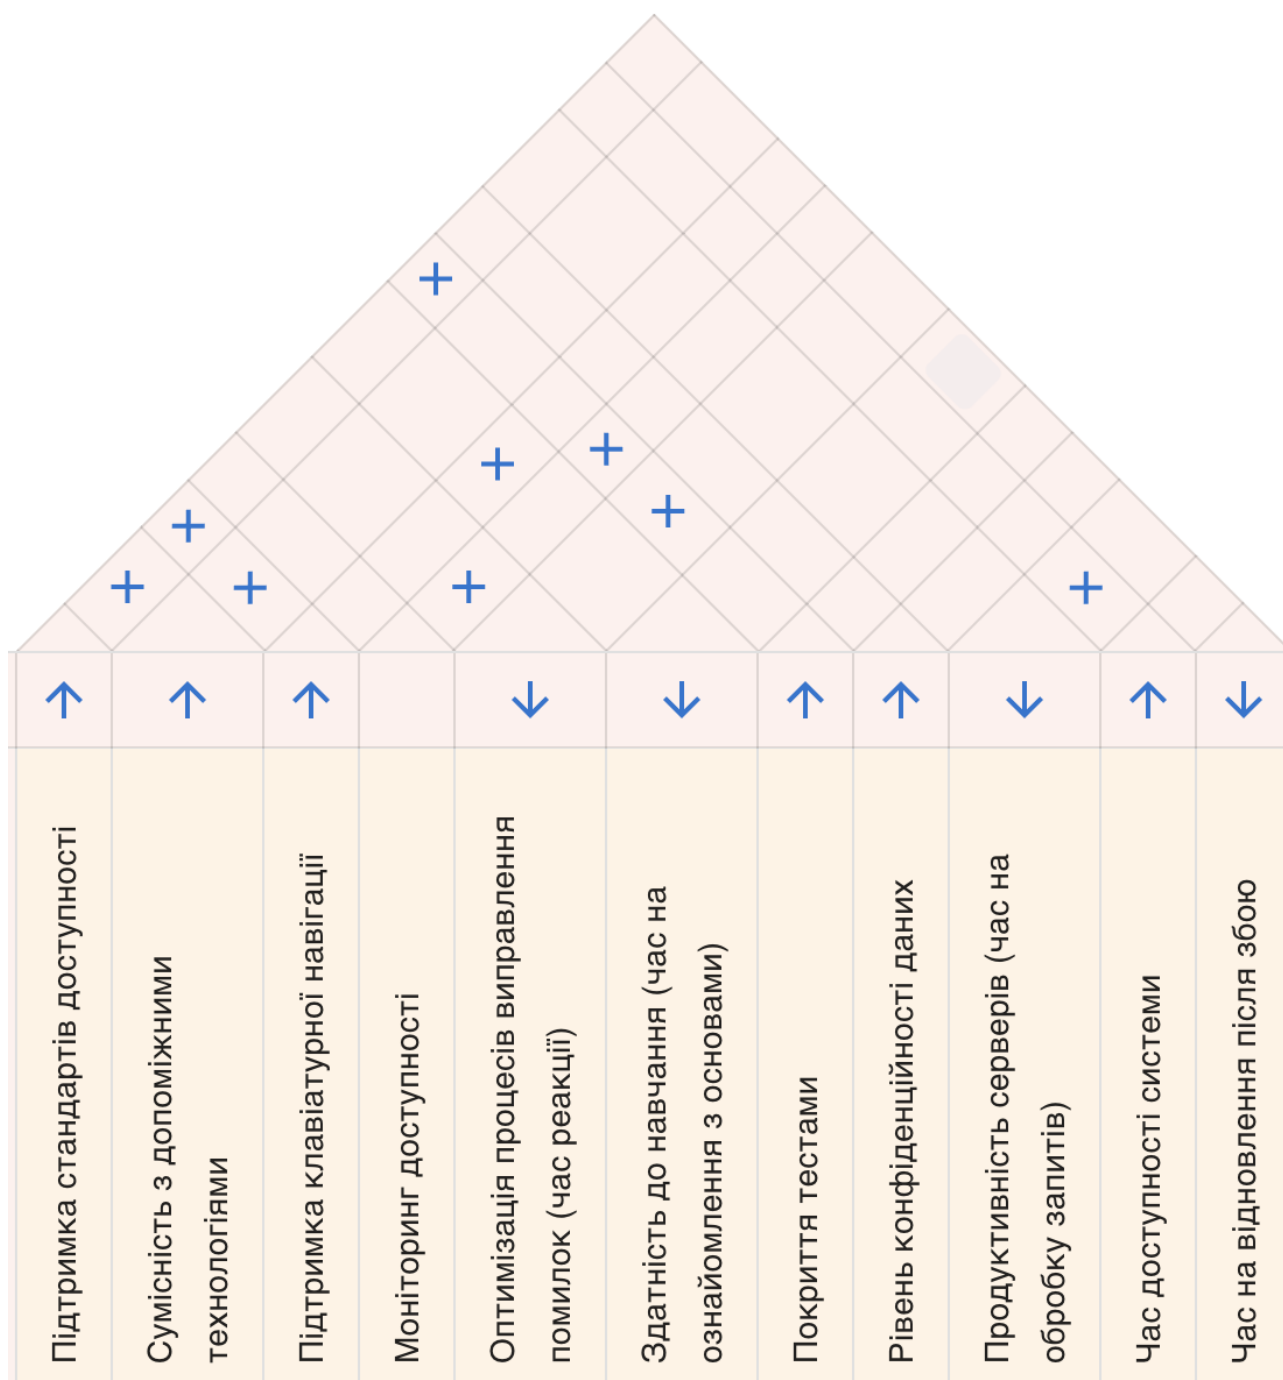 Підтримка стандартів доступності
Сумісність з допоміжними
технологіями
Підтримка клавіатурної навігації
Моніторинг доступності
Оптимізація процесів виправлення
помилок (час реакції)
Здатність до навчання (час на
ознайомлення з основами)
Покриття тестами
Рівень конфіденційності даних
Продуктивність серверів (час на
обробку запитів)
Час доступності системи
Час на відновлення після збою